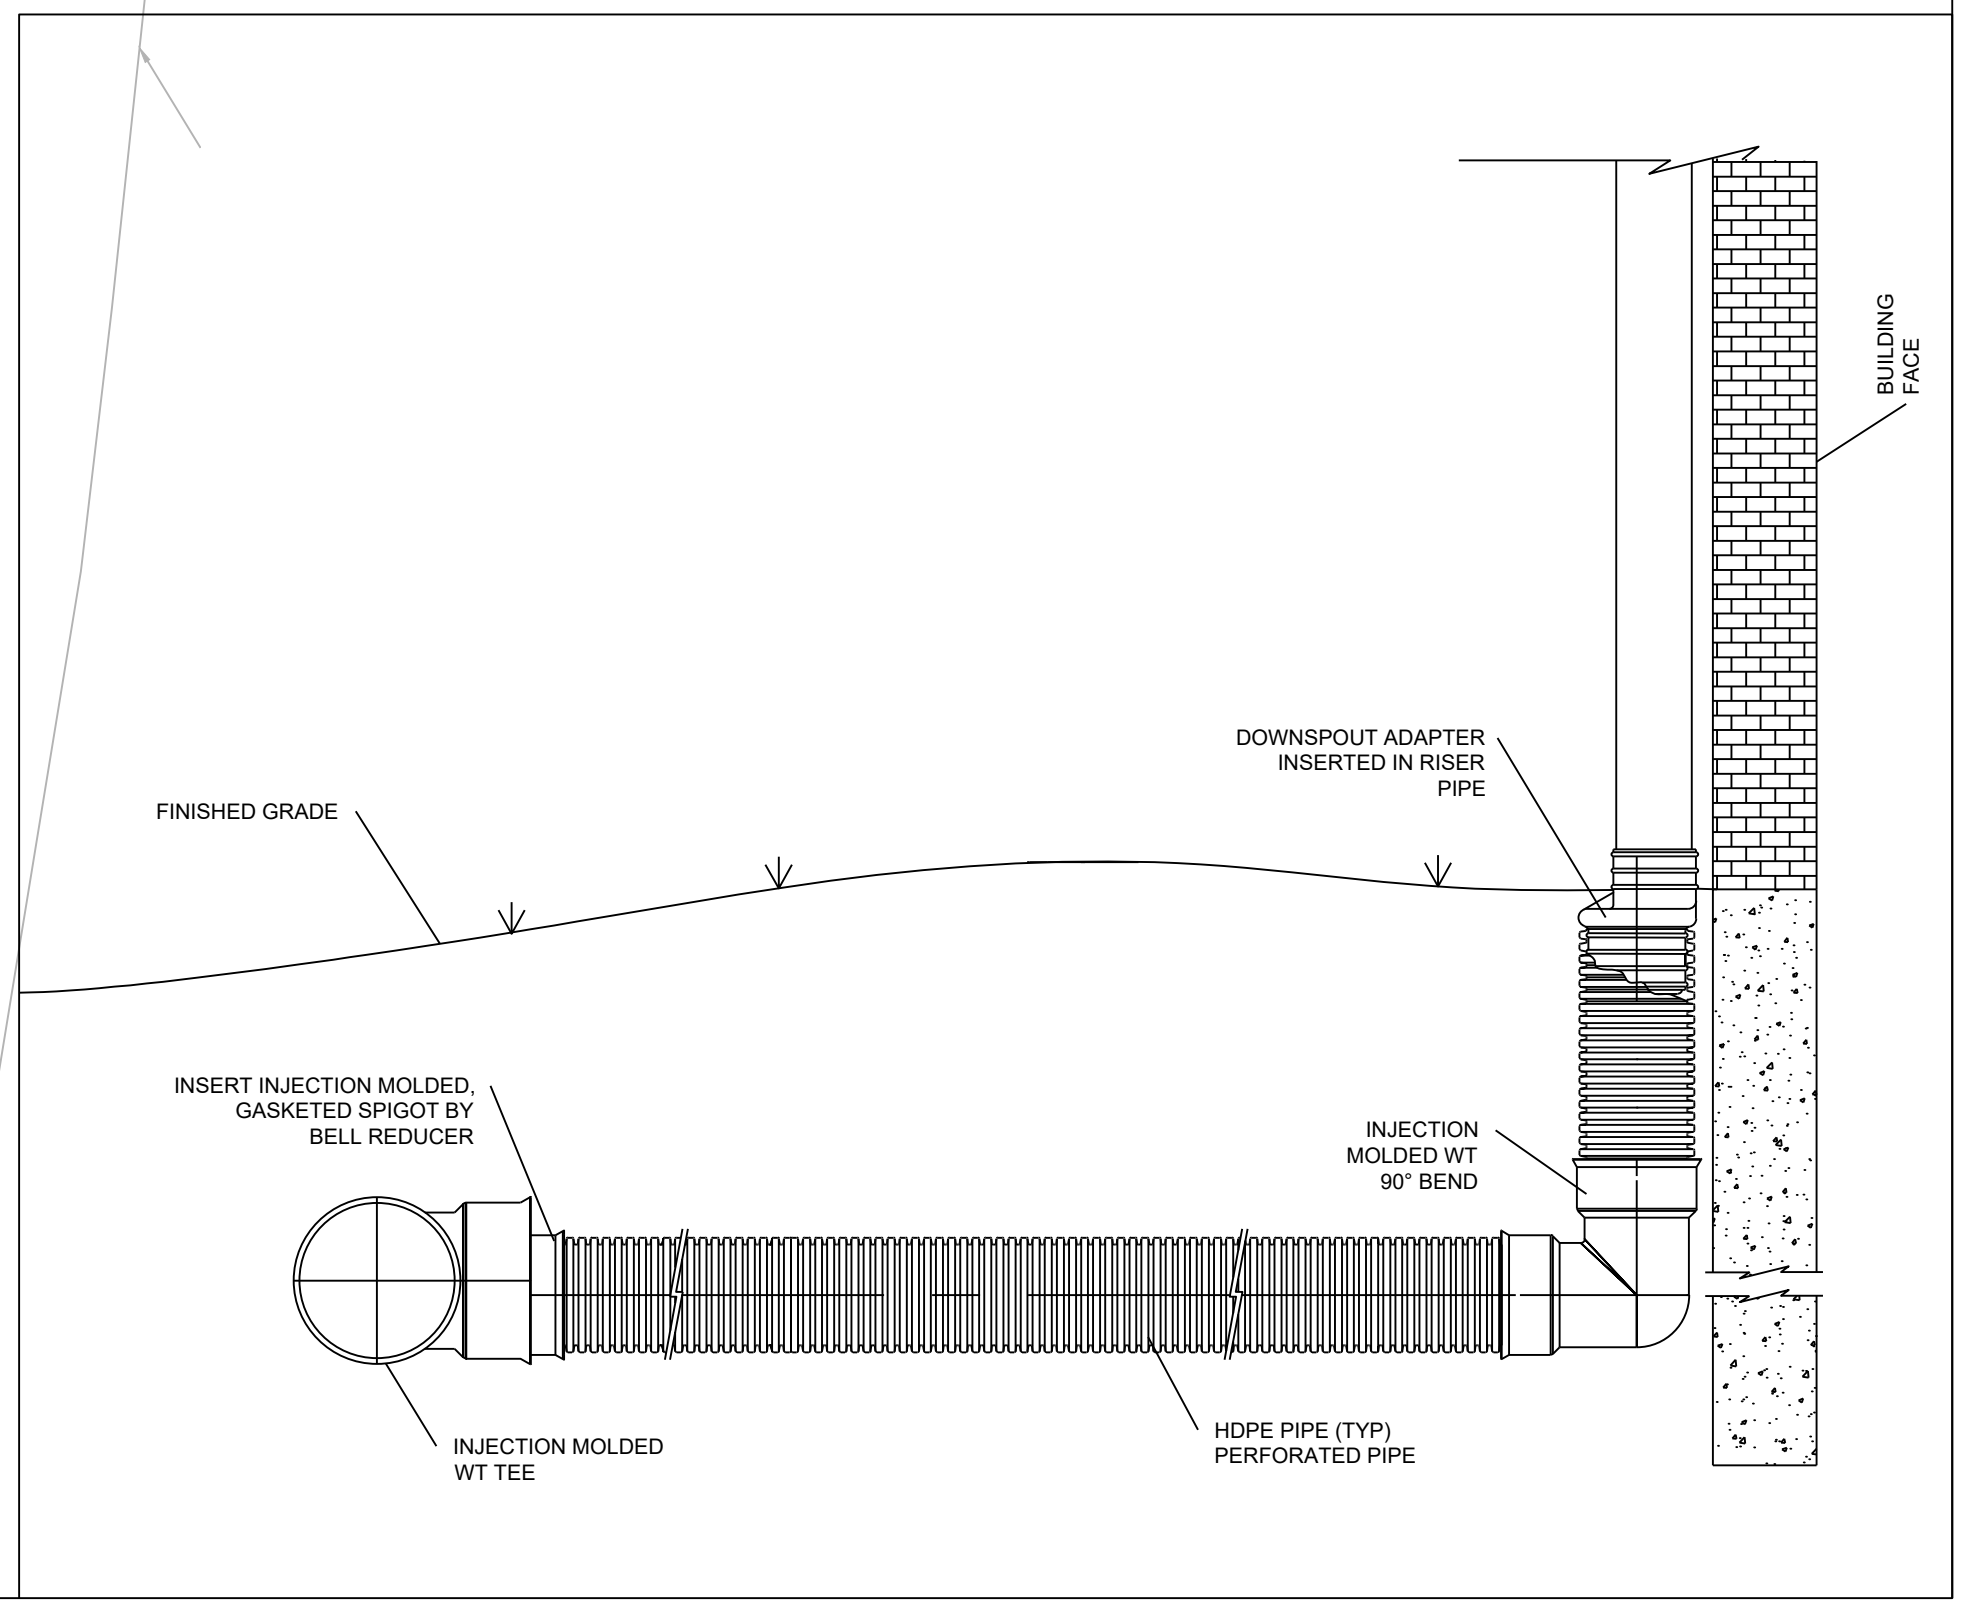 BUILDING
FACE
DOWNSPOUT ADAPTER
INSERTED IN RISER
PIPE
FINISHED GRADE
INSERT INJECTION MOLDED,
GASKETED SPIGOT BY
BELL REDUCER
INJECTION
MOLDED WT
90° BEND
HDPE PIPE (TYP)
PERFORATED PIPE
INJECTION MOLDED
WT TEE